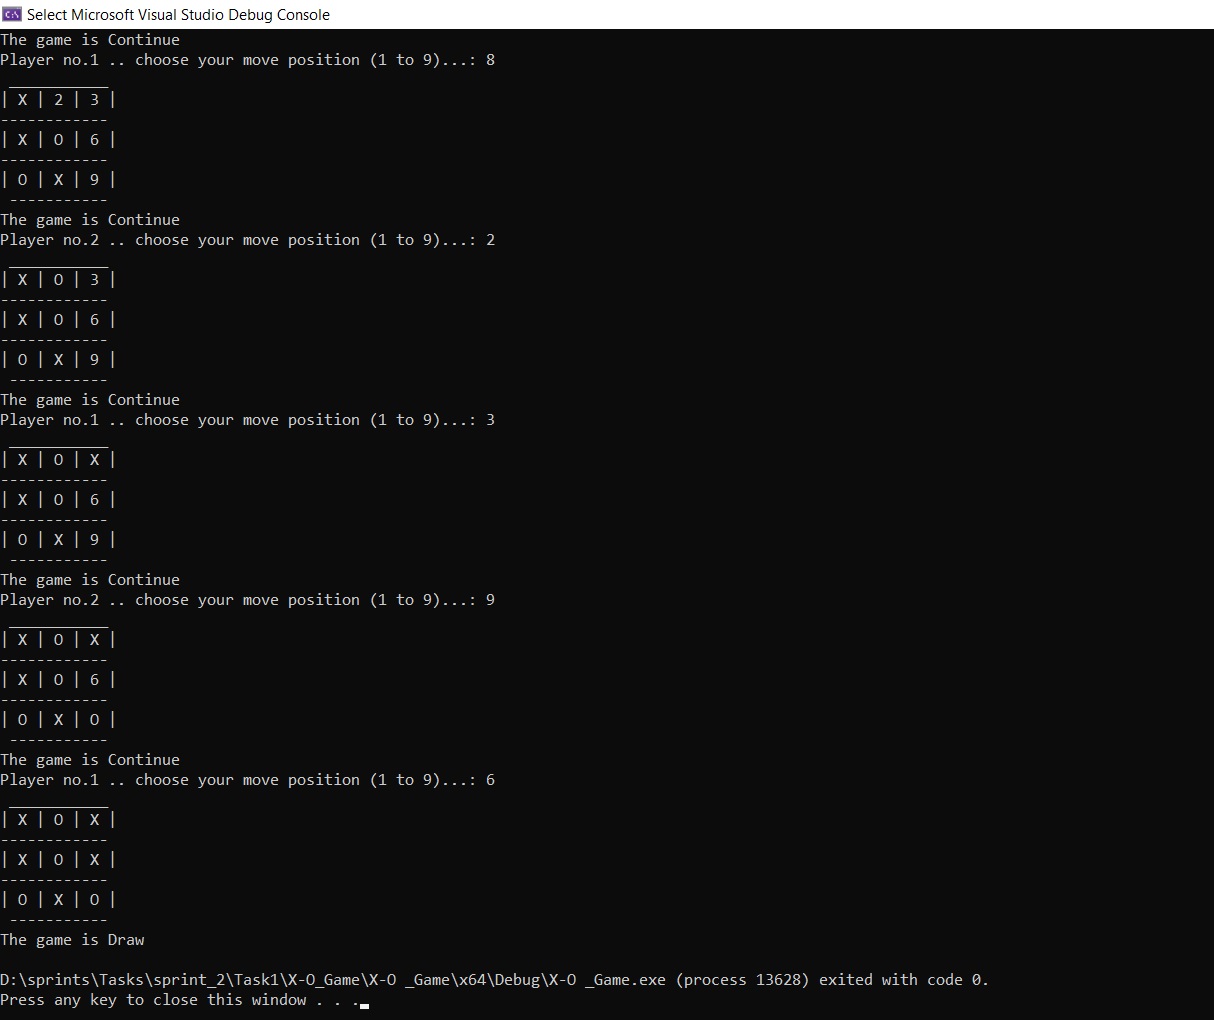 Select Microsoft Visual Studio Debug Console
The game is Continue
Player no.1 .. choose your move position (1 to 9)...: 8
 ___________
| X | 2 | 3 |
------------
| X | O | 6 |
------------
| O | X | 9 |
 -----------
The game is Continue
Player no.2 .. choose your move position (1 to 9)...: 2
 ___________
| X | O | 3 |
------------
| X | O | 6 |
------------
| O | X | 9 |
 -----------
The game is Continue
Player no.1 .. choose your move position (1 to 9)...: 3
 ___________
| X | O | X |
------------
| X | O | 6 |
------------
| O | X | 9 |
 -----------
The game is Continue
Player no.2 .. choose your move position (1 to 9)...: 9
 ___________
| X | O | X |
------------
| X | O | 6 |
------------
| O | X | O |
 -----------
The game is Continue
Player no.1 .. choose your move position (1 to 9)...: 6
 ___________
| X | O | X |
------------
| X | O | X |
------------
| O | X | O |
 -----------
The game is Draw
D:\sprints\Tasks\sprint_2\Task1\X-O_Game\X-O _Game\x64\Debug\X-O _Game.exe (process 13628) exited with code 0.
Press any key to close this window . . .